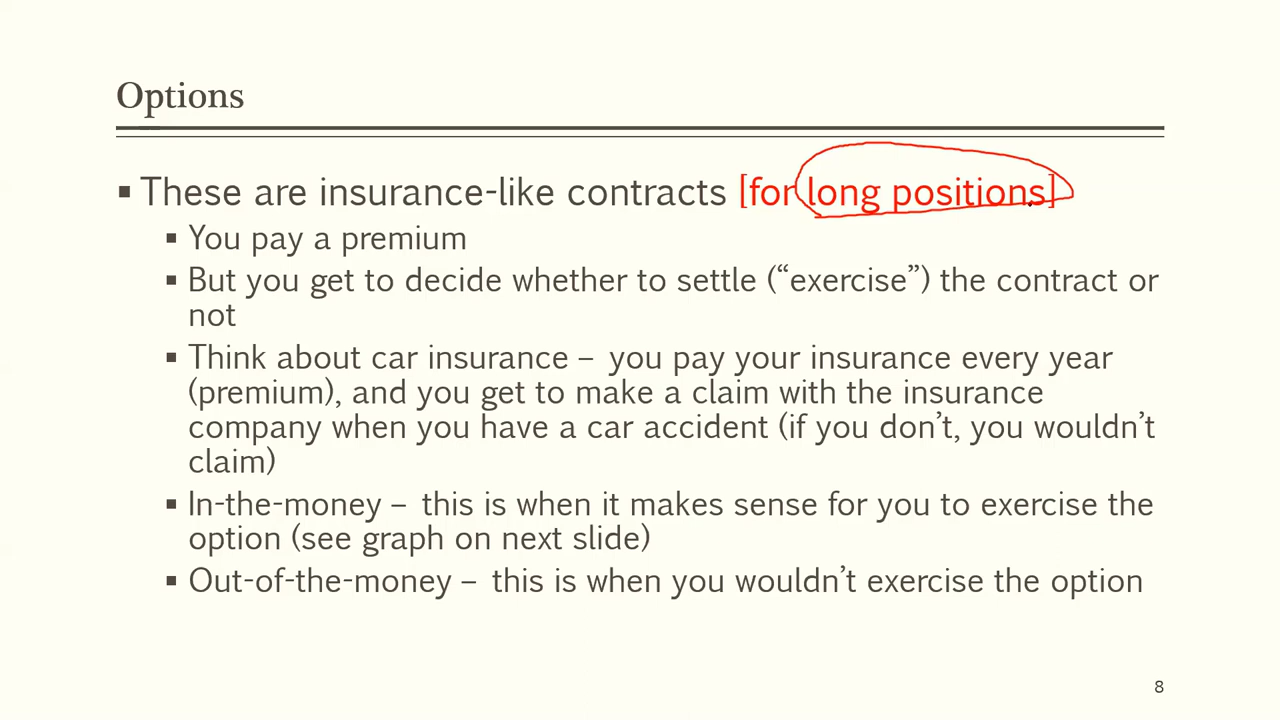 Options
▪ These are insurance-like contracts [for long positions]
▪ You pay a premium
▪ But you get to decide whether to settle (“exercise”) the contract or
not
▪ Think about car insurance – you pay your insurance every year
(premium), and you get to make a claim with the insurance
company when you have a car accident (if you don’t, you wouldn’t
claim)
▪ In-the-money – this is when it makes sense for you to exercise the
option (see graph on next slide)
▪ Out-of-the-money – this is when you wouldn’t exercise the option
8